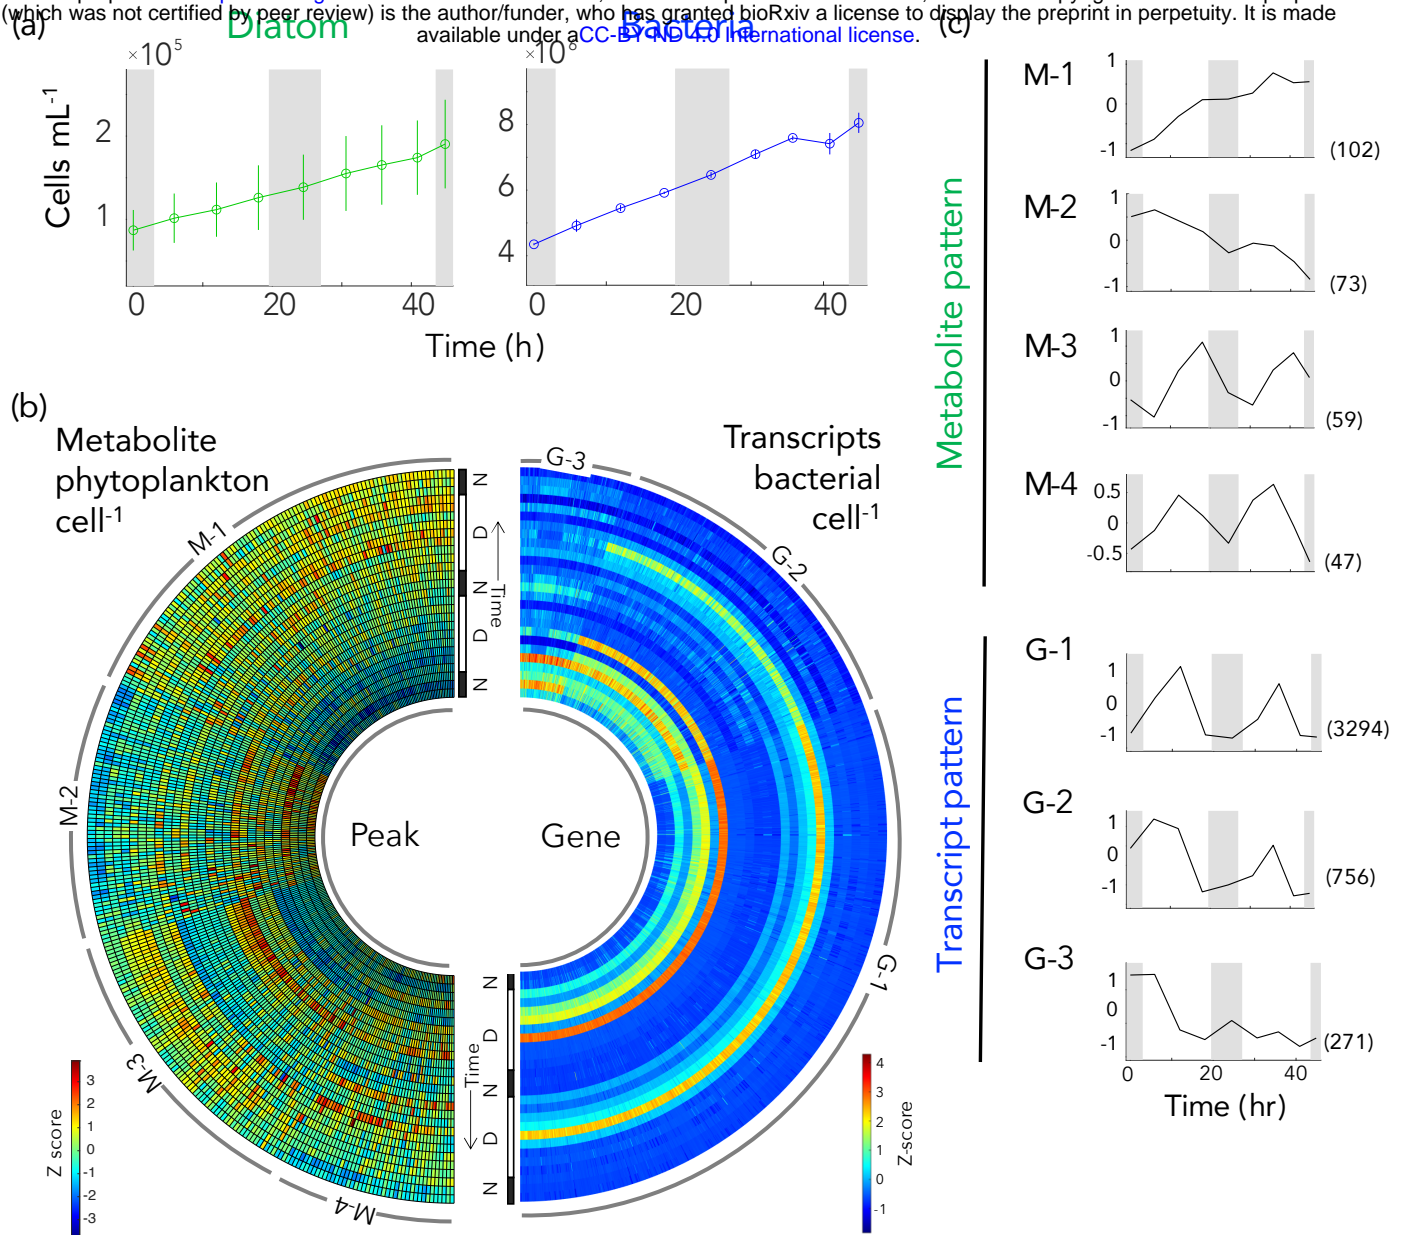 (which was not certified by peer review) is the author/funder, who has granted bioRxiv a license to display the preprint in perpetuity. It is made
available under aCC-BY-ND 4.0 International license.
(a)
Diatom
Bacteria
×10⁵
×10⁶
Cells mL⁻¹
2
1
8
6
4
0 20 40
0 20 40
Time (h)
(b)
Metabolite
phytoplankton
cell⁻¹
Transcripts
bacterial
cell⁻¹
M-1
M-2
M-3
M-4
G-3
G-2
G-1
N
D
N
D
N
Time
Peak
Gene
N
D
N
D
N
Time
Z score
3
2
1
0
-1
-2
-3
Z-score
4
3
2
1
0
-1
(c)
Metabolite pattern
M-1
1
0
-1
(102)
M-2
1
0
-1
(73)
M-3
1
0
-1
(59)
M-4
0.5
0
-0.5
(47)
Transcript pattern
G-1
1
0
-1
(3294)
G-2
1
0
-1
(756)
G-3
1
0
-1
(271)
0 20 40
Time (hr)